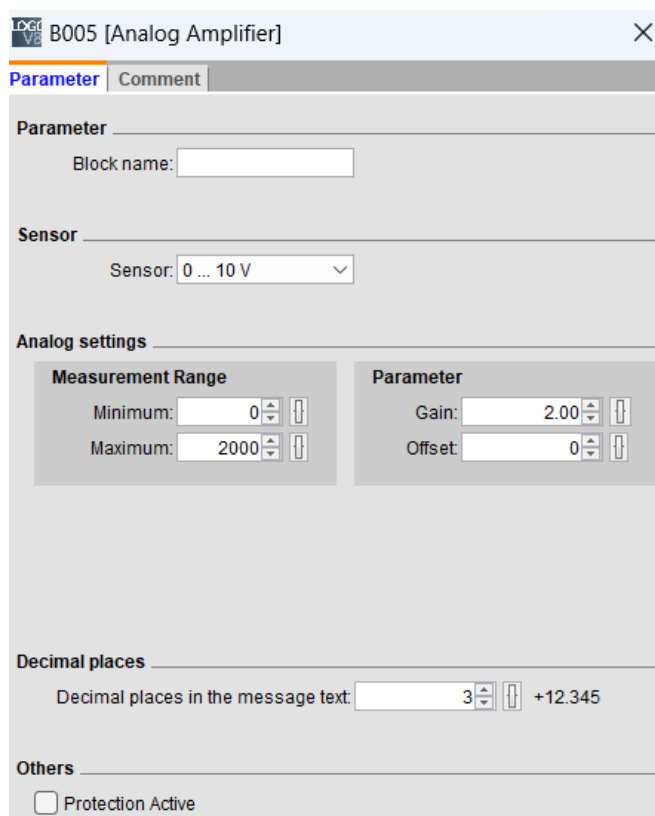 LOGO V8 B005 [Analog Amplifier]
Parameter Comment
Parameter
Block name:
Sensor
Sensor: 0 ... 10 V
Analog settings
Measurement Range
Minimum: 0
Maximum: 2000
Parameter
Gain: 2.00
Offset: 0
Decimal places
Decimal places in the message text: 3 +12.345
Others
Protection Active